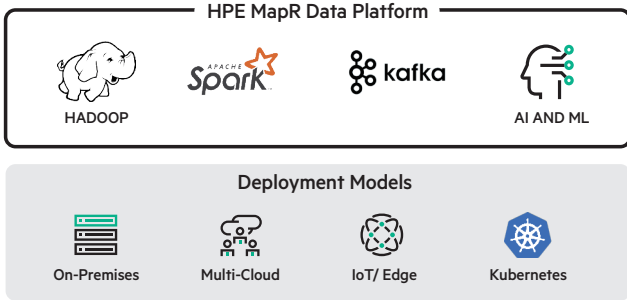 HPE MapR Data Platform
APACHE
Spark
kafka
HADOOP
AI AND ML
Deployment Models
On-Premises
Multi-Cloud
IoT/ Edge
Kubernetes